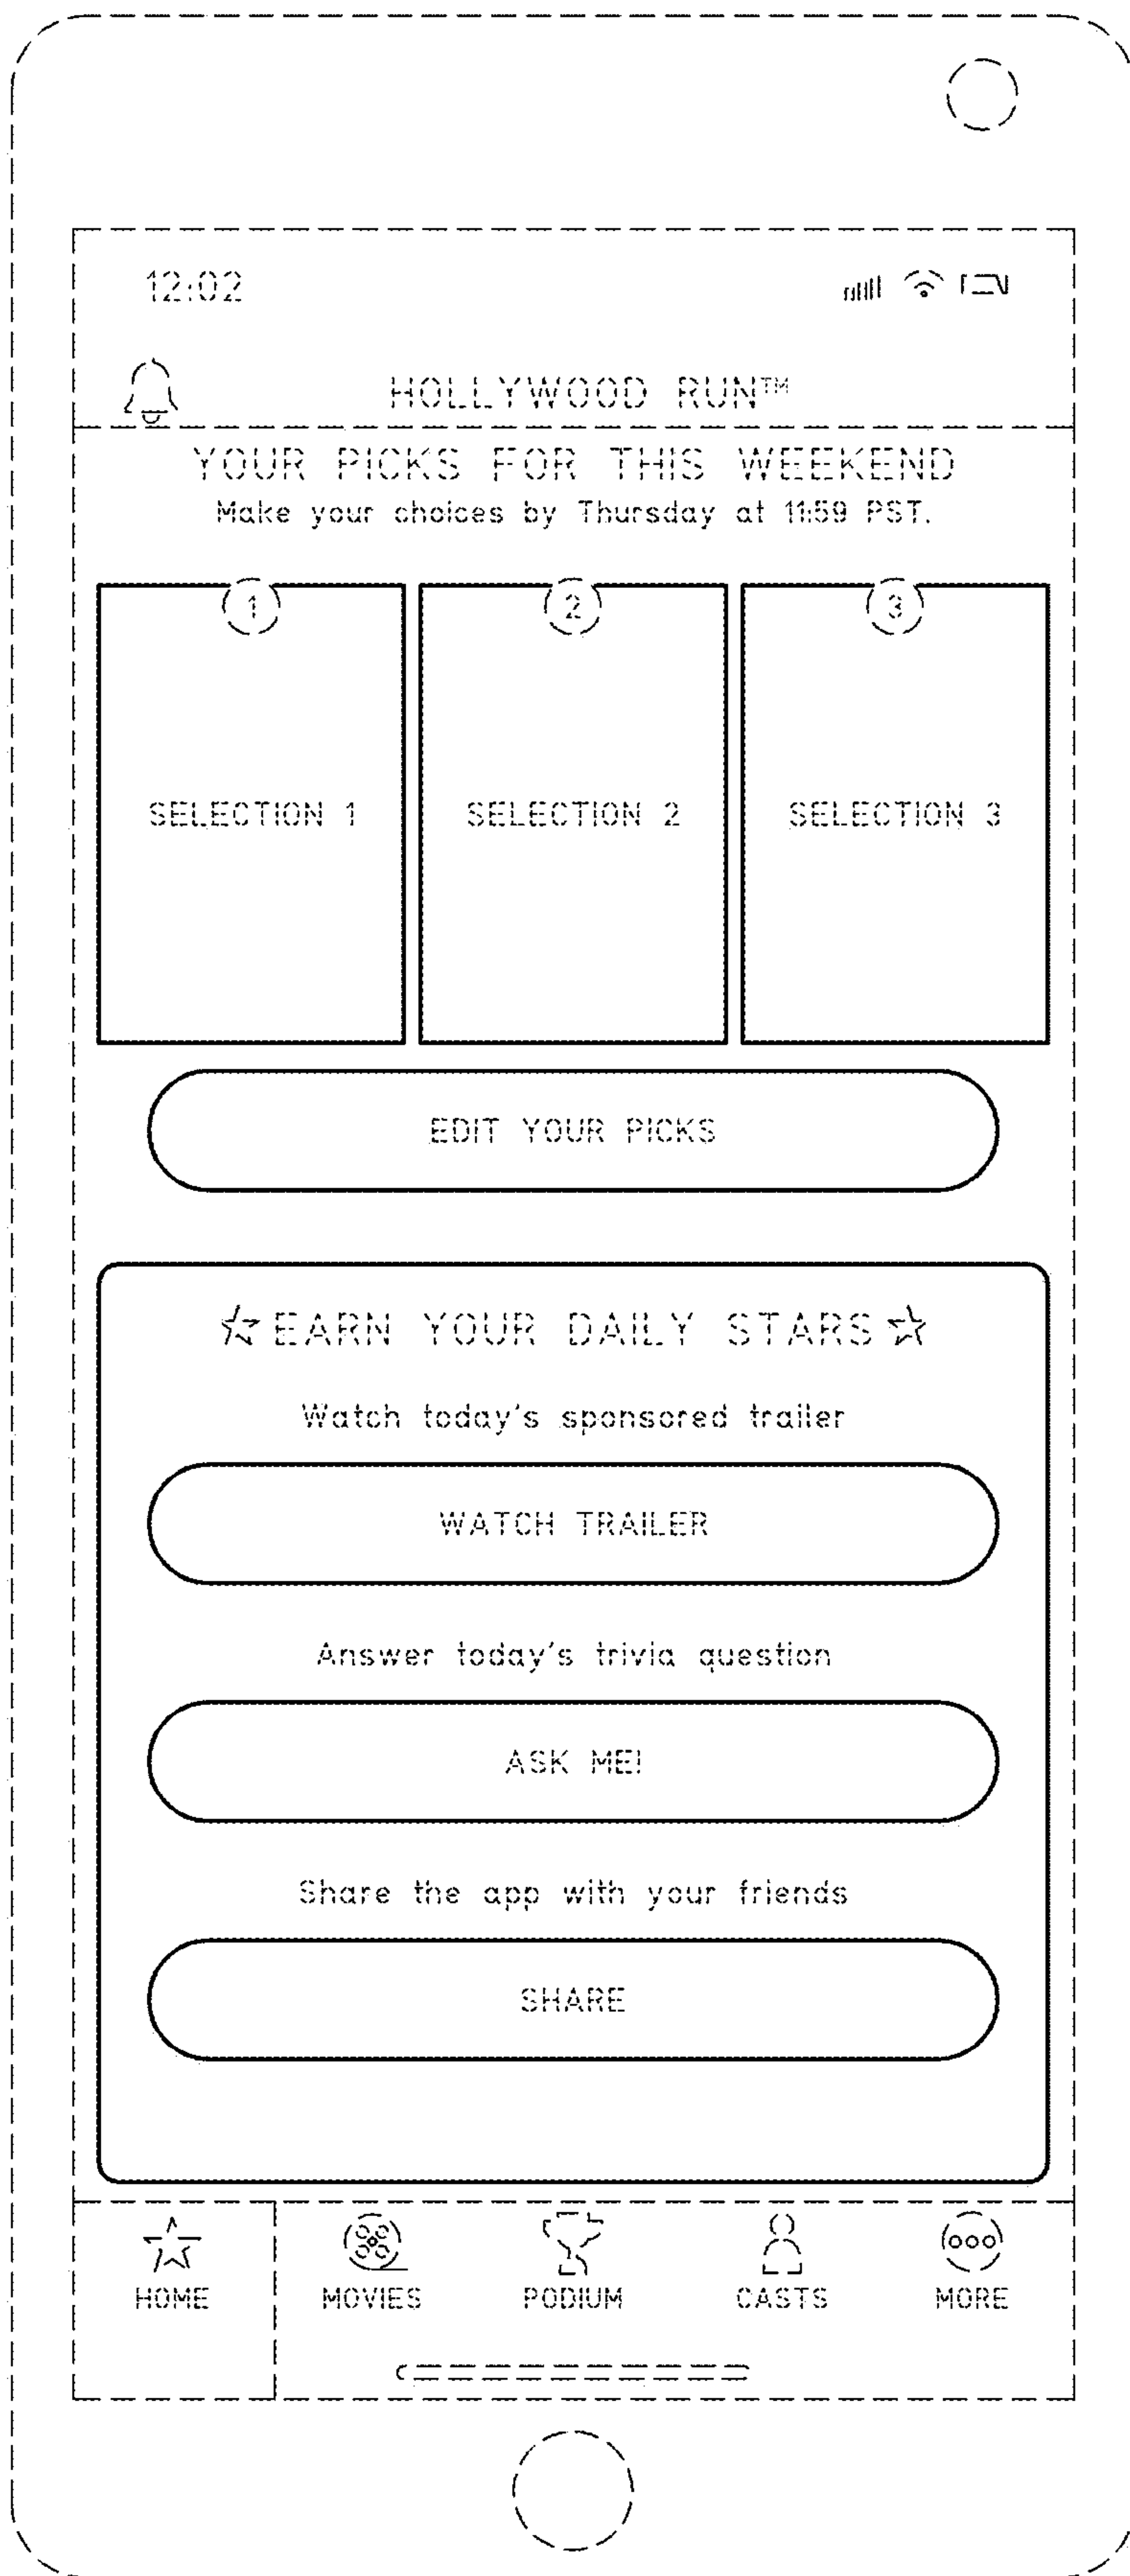 12:02
HOLLYWOOD RUN™
YOUR PICKS FOR THIS WEEKEND
Make your choices by Thursday at 11:59 PST.
1 2 3
SELECTION 1 SELECTION 2 SELECTION 3
EDIT YOUR PICKS
EARN YOUR DAILY STARS
Watch today's sponsored trailer
WATCH TRAILER
Answer today's trivia question
ASK ME!
Share the app with your friends
SHARE
HOME MOVIES PODIUM CASTS MORE